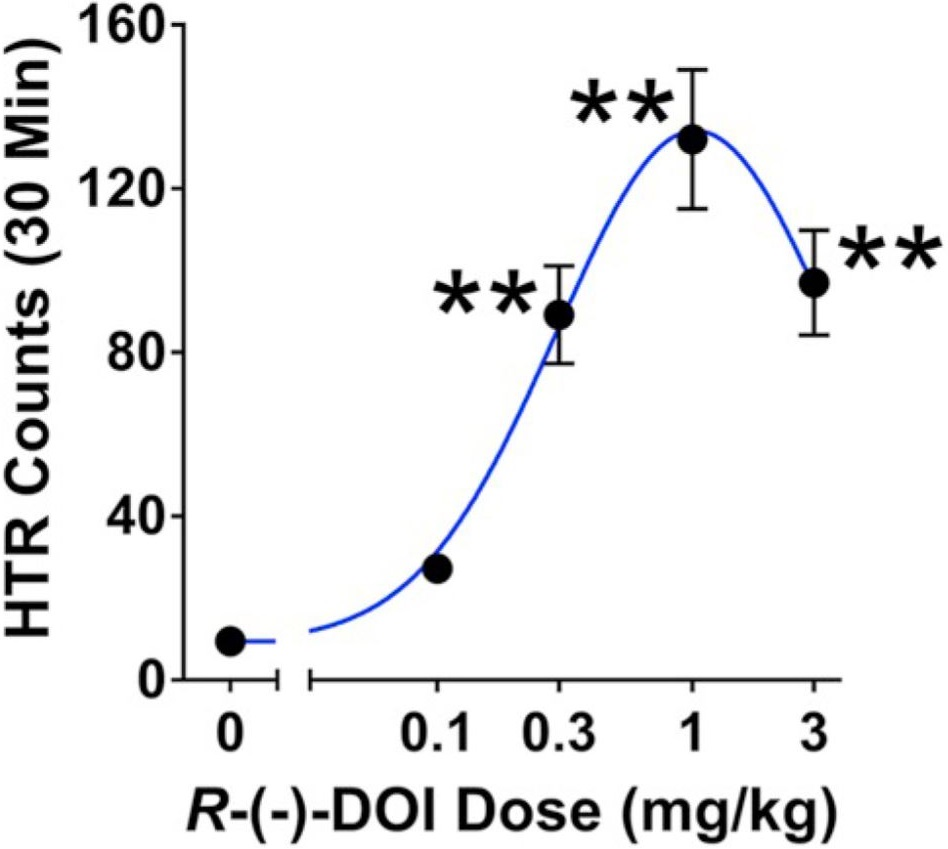 160
120
80
40
0
HTR Counts (30 Min)
**
**
**
0 0.1 0.3 1 3
R-(-)-DOI Dose (mg/kg)